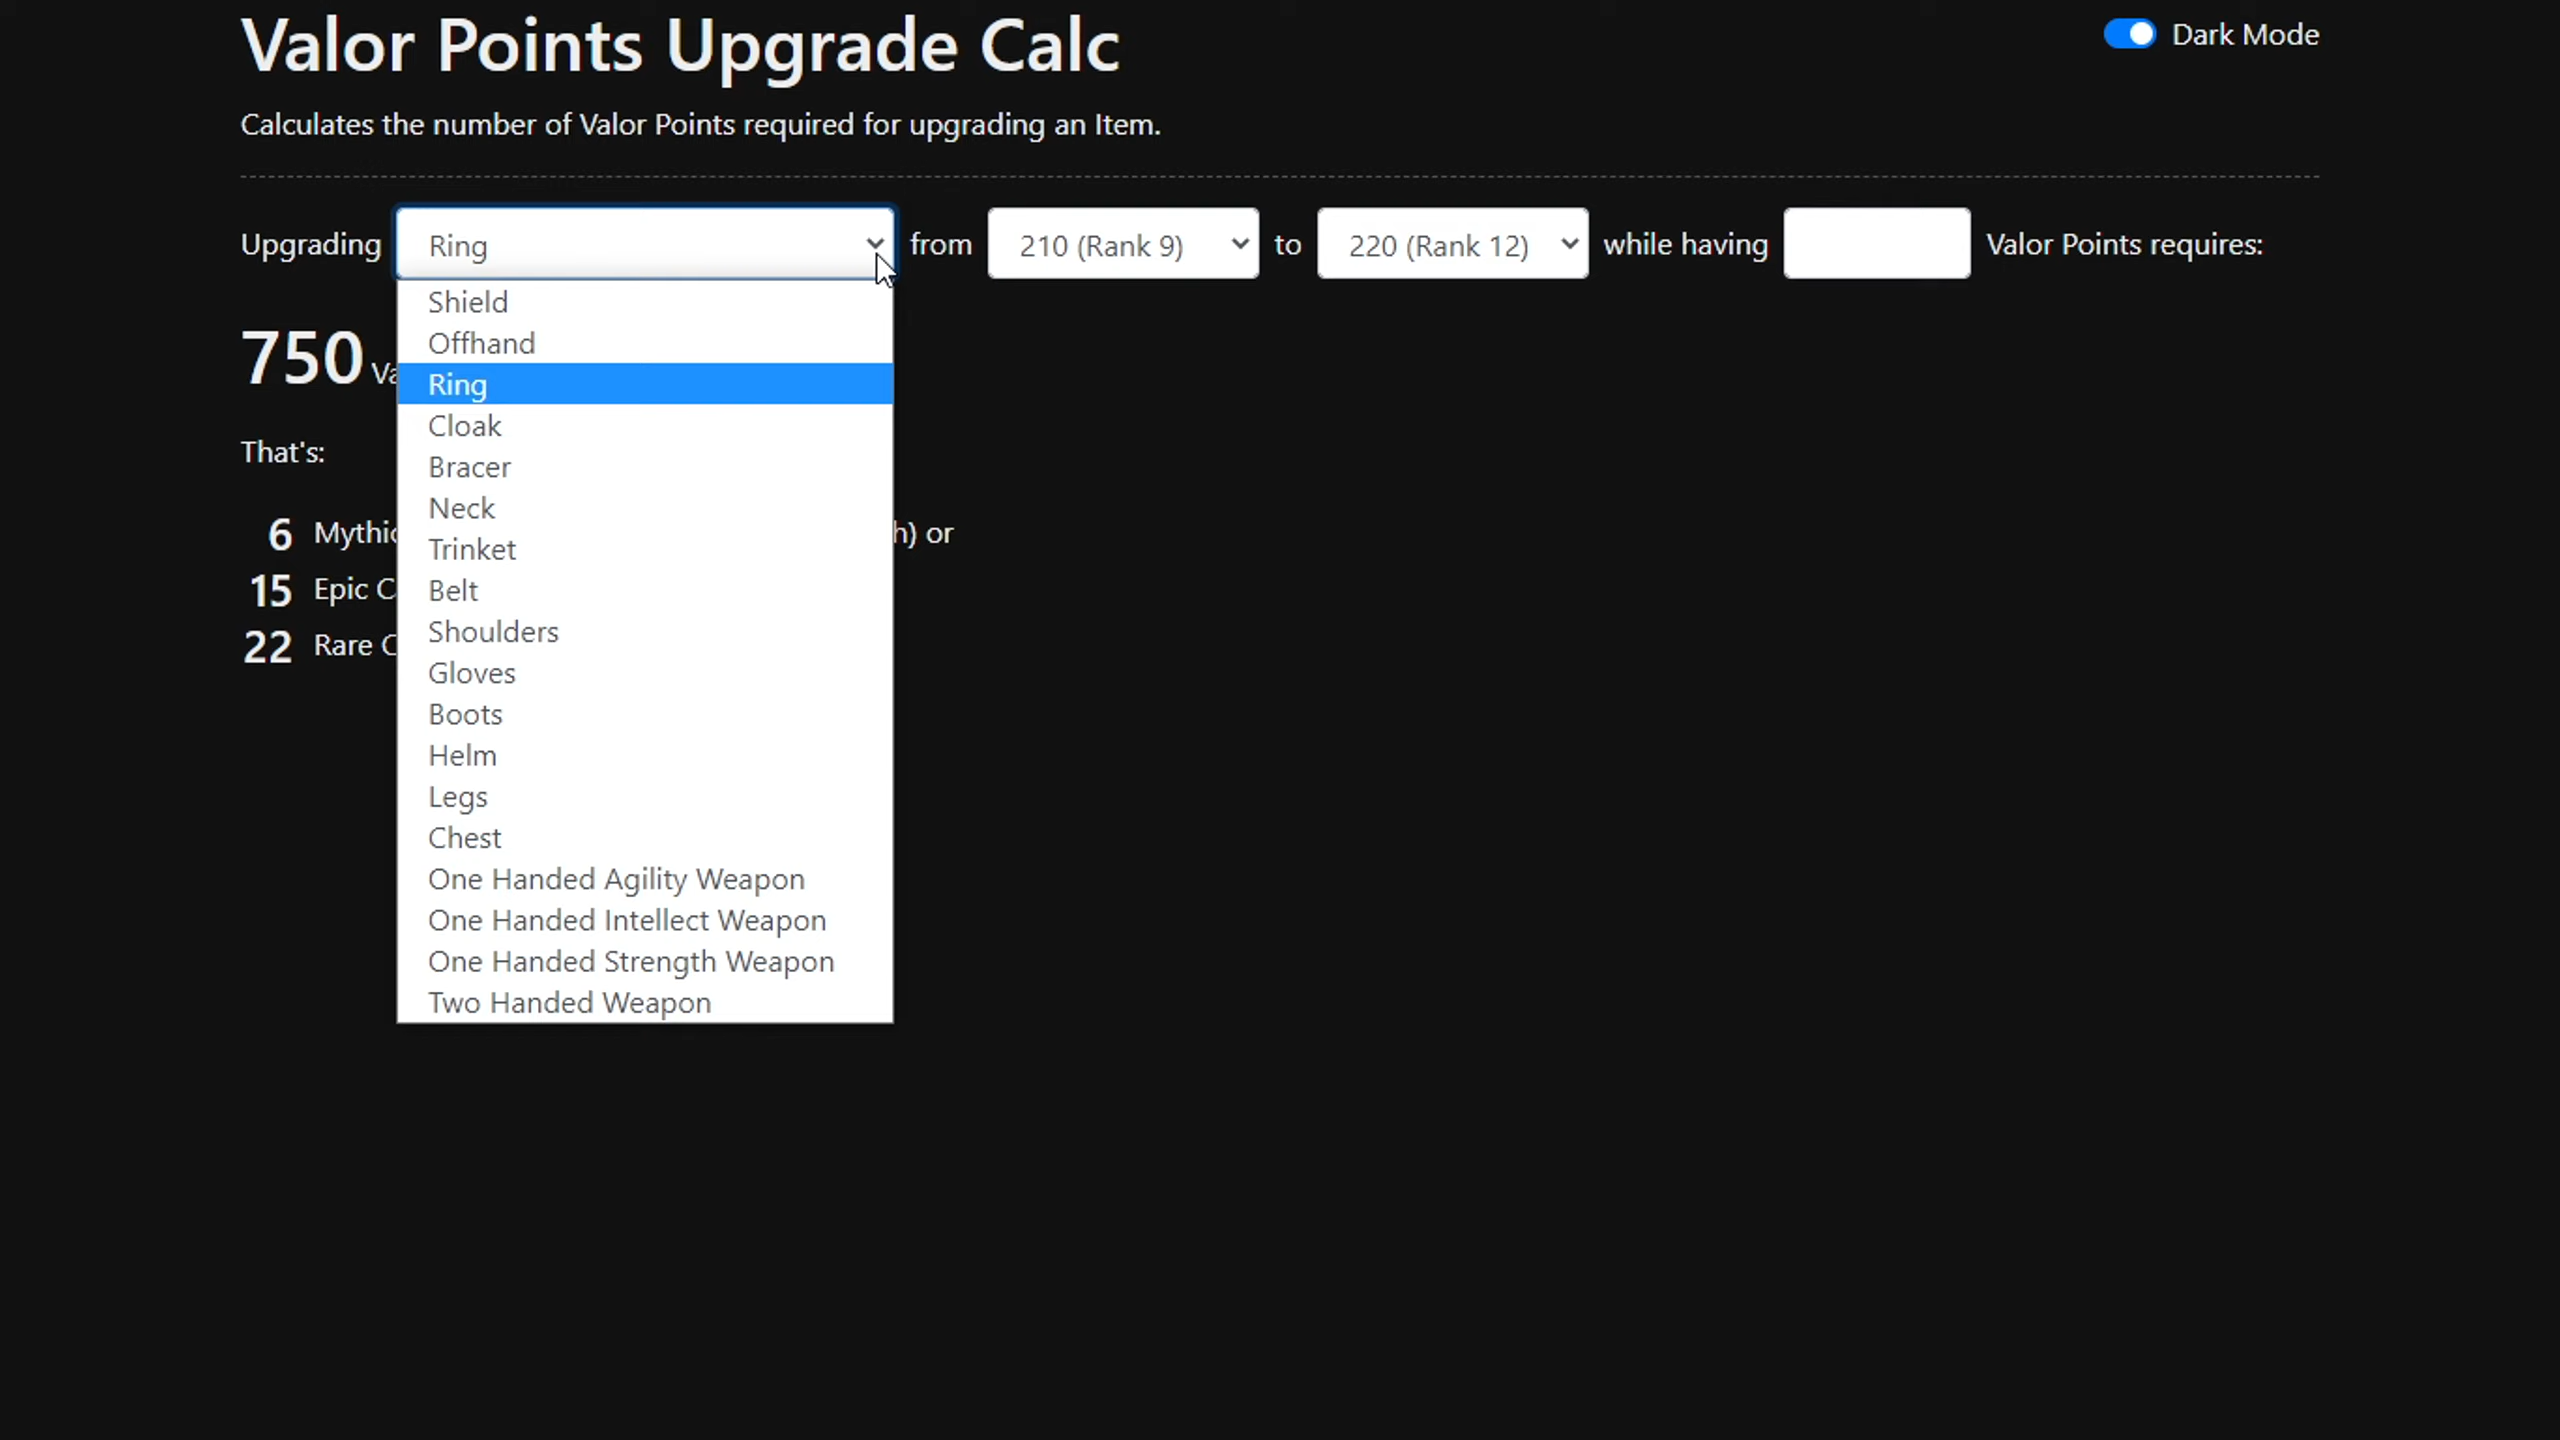 Valor Points Upgrade Calc
Dark Mode
Calculates the number of Valor Points required for upgrading an Item.
Upgrading Ring from 210 (Rank 9) to 220 (Rank 12) while having Valor Points requires:
Shield
Offhand
750
Ring
Cloak
That's:
Bracer
Neck
6 or
Trinket
15 Epic
Belt
Shoulders
22 Rare
Gloves
Boots
Helm
Legs
Chest
One Handed Agility Weapon
One Handed Intellect Weapon
One Handed Strength Weapon
Two Handed Weapon